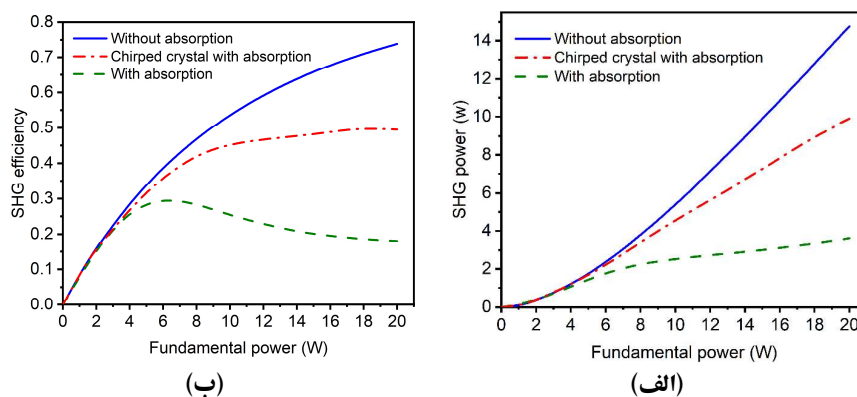 SHG efficiency
0.8
0.7
0.6
0.5
0.4
0.3
0.2
0.1
0.0
Without absorption
Chirped crystal with absorption
With absorption
0 2 4 6 8 10 12 14 16 18 20
Fundamental power (W)
(ب)
SHG power (w)
14
12
10
8
6
4
2
0
Without absorption
Chirped crystal with absorption
With absorption
0 2 4 6 8 10 12 14 16 18 20
Fundamental power (W)
(الف)